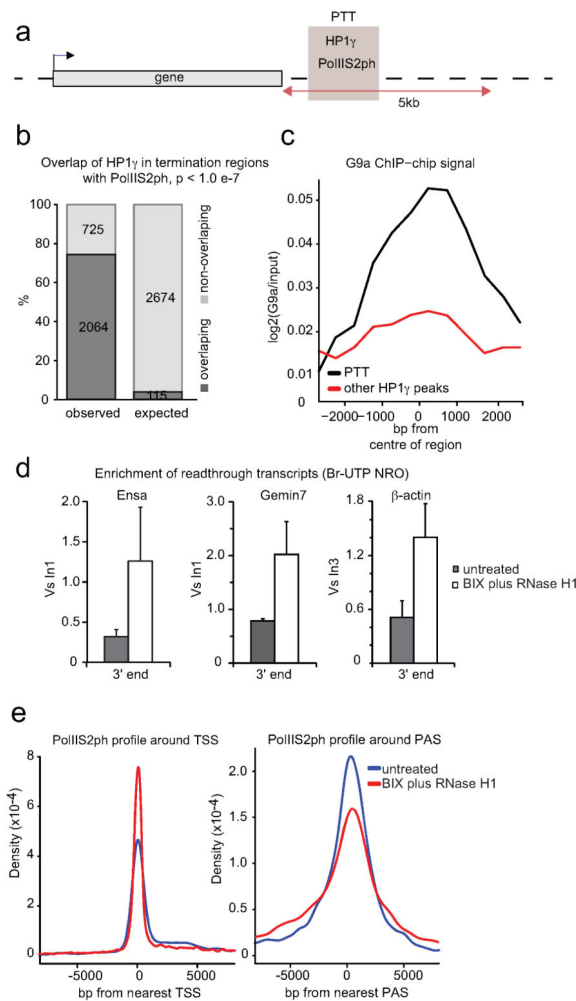 a
PTT
HP1γ
PolIIS2ph
gene
5kb
b
Overlap of HP1γ in termination regions
with PolIIS2ph, p < 1.0 e-7
100
80
60
40
20
0
%
725
2064
2674
115
observed
expected
non-overlaping
overlaping
c
G9a ChIP−chip signal
0.05
0.04
0.03
0.02
0.01
log2(G9a/input)
PTT
other HP1γ peaks
−2000
−1000
0
1000
2000
bp from
centre of region
d
Enrichment of readthrough transcripts (Br-UTP NRO)
Ensa
2.0
1.5
1.0
0.5
0
Vs In1
3' end
Gemin7
3.0
2.0
1.0
0
Vs In1
3' end
β-actin
1.8
1.2
0.6
0
Vs In3
3' end
untreated
BIX plus RNase H1
e
PolIIS2ph profile around TSS
8
6
4
2
0
Density (x10⁻⁴)
-5000
0
5000
bp from nearest TSS
PolIIS2ph profile around PAS
untreated
BIX plus RNase H1
2.0
1.5
1.0
0.5
0
Density (x10⁻⁴)
-5000
0
5000
bp from nearest PAS